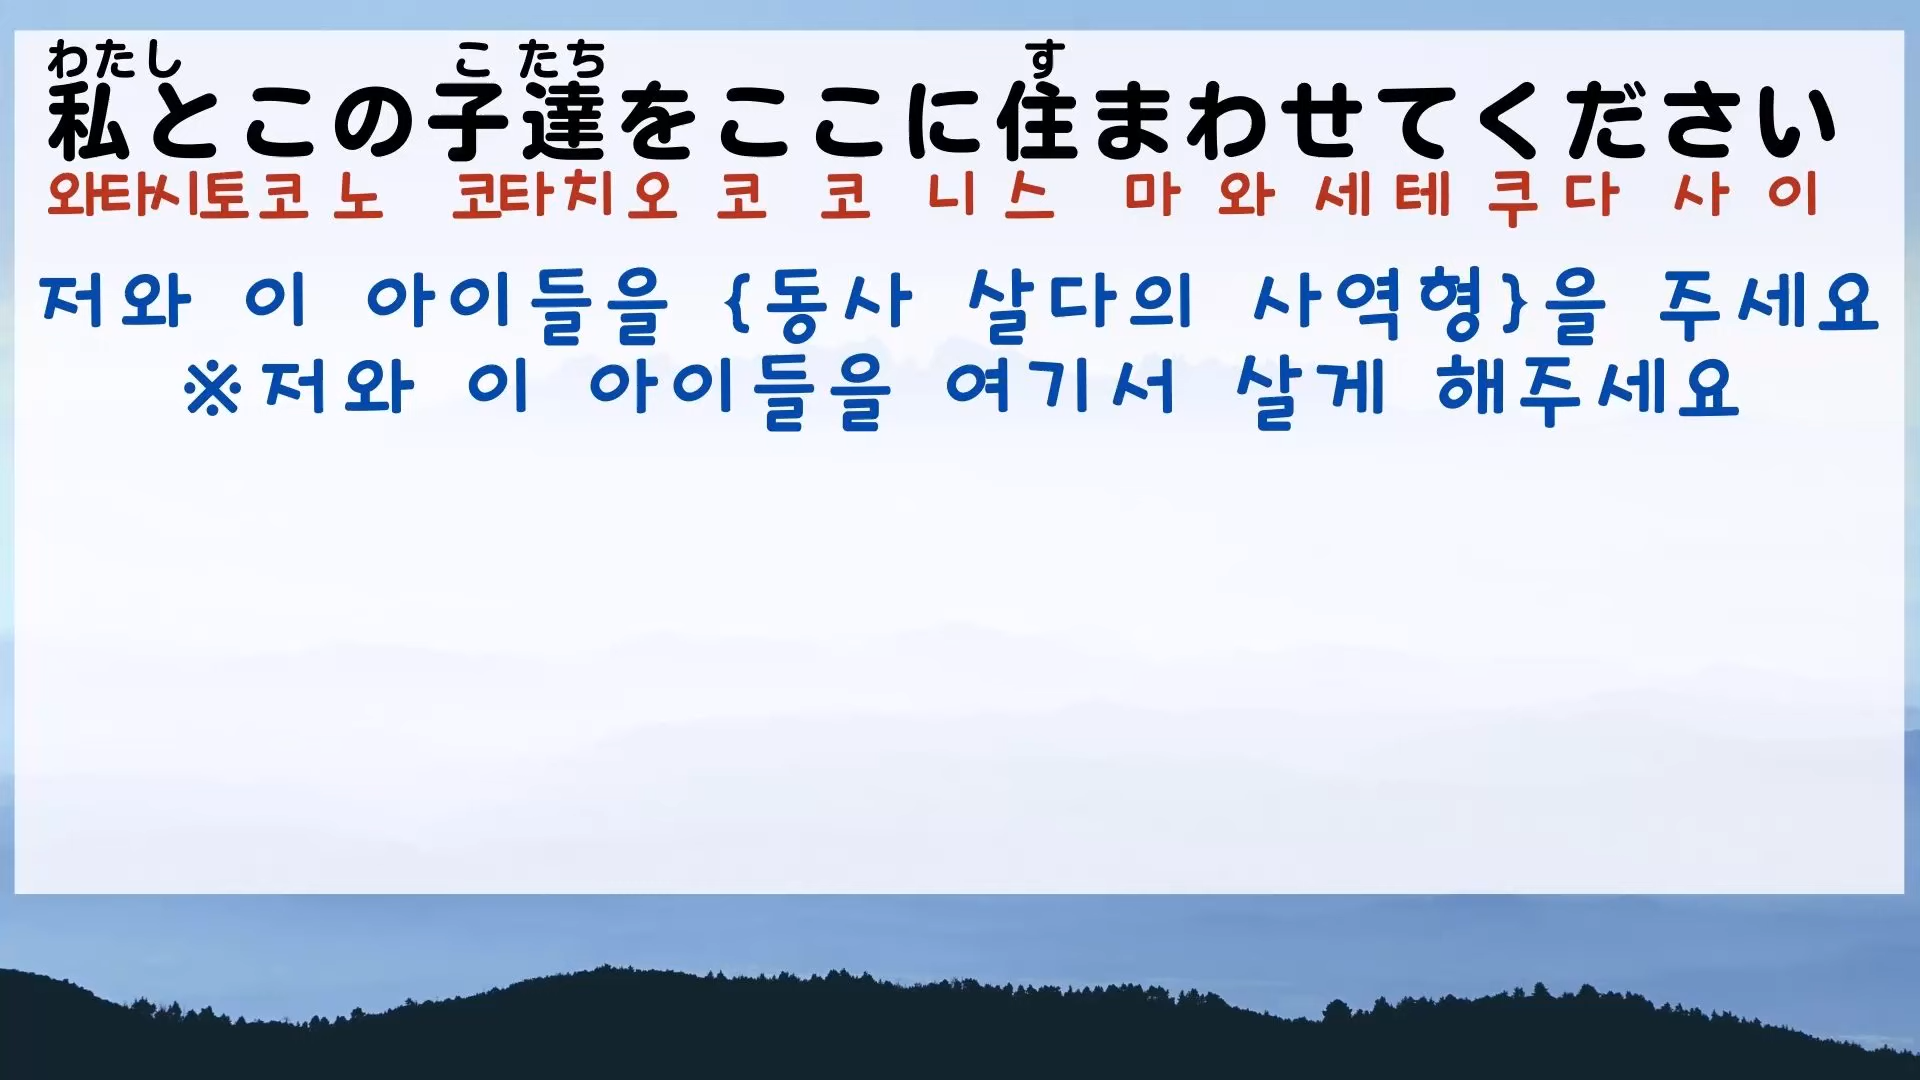 わたし こ たち す
私とこの子達をここに住まわせてください
와타시토코 노 코타치오 코 코 니스 마 와 세테 쿠다 사 이
저와 이 아이들을 {동사 살다의 사역형}을 주세요
※저와 이 아이들을 여기서 살게 해주세요